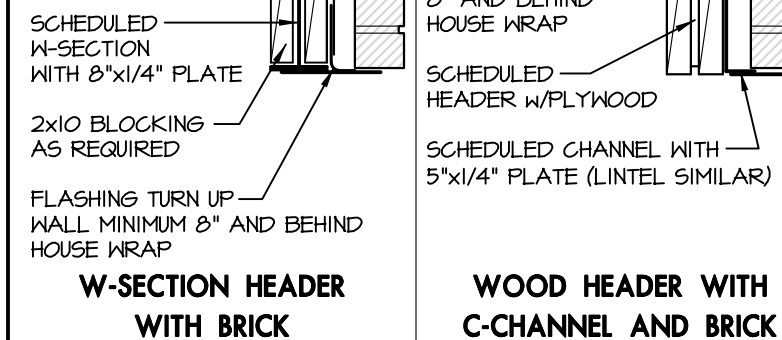 SCHEDULED
W-SECTION
WITH 8"x1/4" PLATE
2x10 BLOCKING
AS REQUIRED
FLASHING TURN UP
WALL MINIMUM 8" AND BEHIND
HOUSE WRAP
W-SECTION HEADER
WITH BRICK
8" AND BEHIND
HOUSE WRAP
SCHEDULED
HEADER w/PLYWOOD
SCHEDULED CHANNEL WITH
5"x1/4" PLATE (LINTEL SIMILAR)
WOOD HEADER WITH
C-CHANNEL AND BRICK